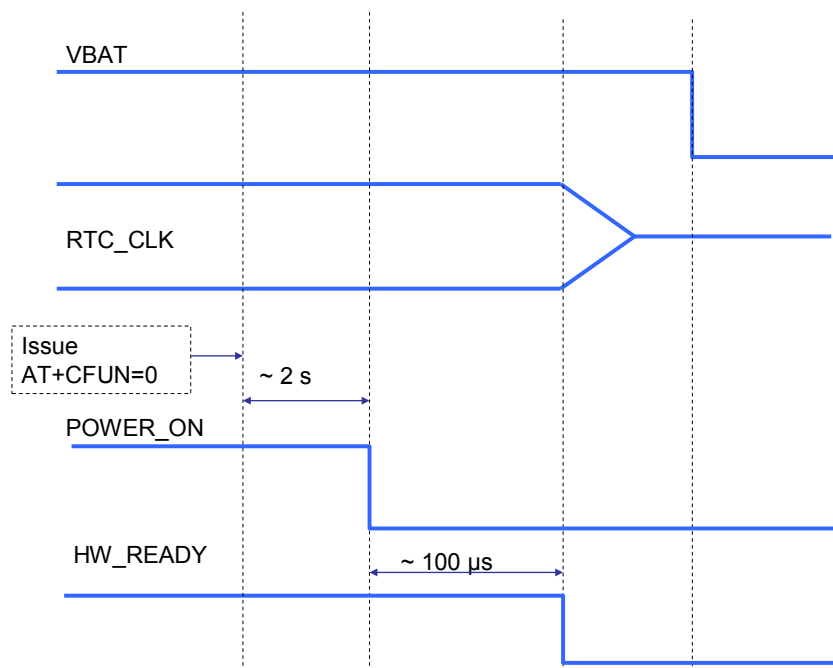 VBAT
RTC_CLK
Issue
AT+CFUN=0
~ 2 s
POWER_ON
HW_READY
~ 100 µs